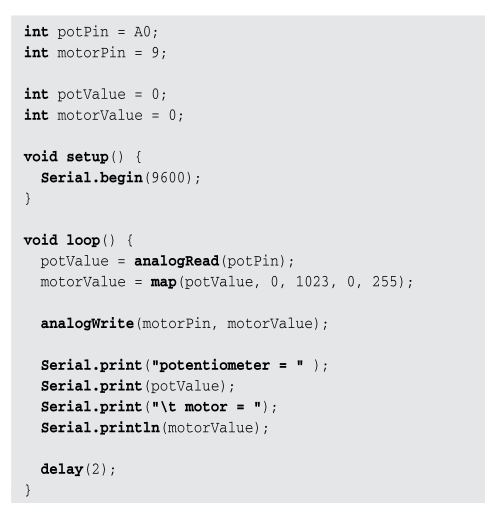 int potPin = A0;
int motorPin = 9;
int potValue = 0;
int motorValue = 0;
void setup() {
  Serial.begin(9600);
}
void loop() {
  potValue = analogRead(potPin);
  motorValue = map(potValue, 0, 1023, 0, 255);
  analogWrite(motorPin, motorValue);
  Serial.print("potentiometer = " );
  Serial.print(potValue);
  Serial.print("\t motor = ");
  Serial.println(motorValue);
  delay(2);
}